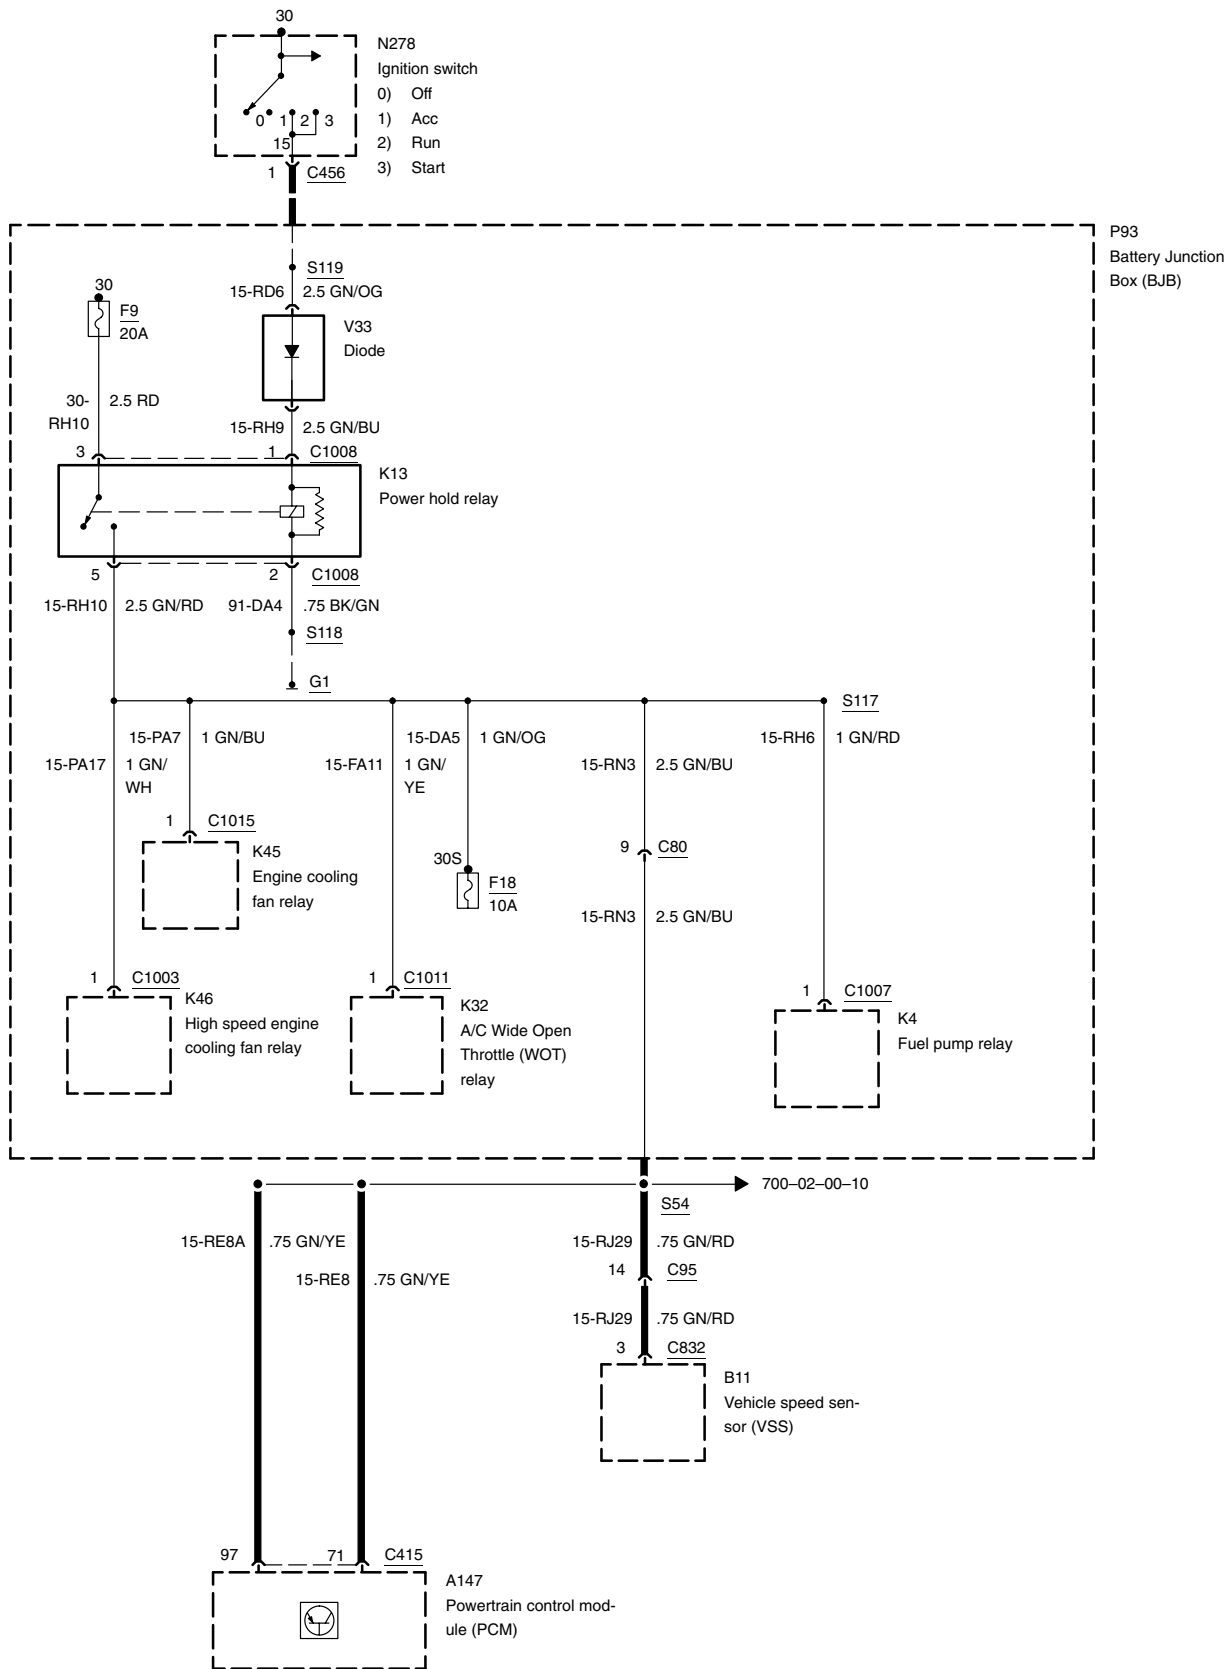 30
N278
Ignition switch
0) Off
1) Acc
2) Run
3) Start
0 1 2 3
15
1 C456
P93
Battery Junction
Box (BJB)
S119
15-RD6 2.5 GN/OG
30
F9
20A
V33
Diode
30-
RH10
2.5 RD
15-RH9 2.5 GN/BU
3 1 C1008
K13
Power hold relay
5 2 C1008
15-RH10 2.5 GN/RD 91-DA4 .75 BK/GN
S118
G1
S117
15-PA7 1 GN/BU 15-DA5 1 GN/OG 15-RH6 1 GN/RD
15-PA17 1 GN/
WH
15-FA11 1 GN/
YE
15-RN3 2.5 GN/BU
1 C1015
K45
Engine cooling
fan relay
30S
F18
10A
9 C80
15-RN3 2.5 GN/BU
1 C1003
K46
High speed engine
cooling fan relay
1 C1011
K32
A/C Wide Open
Throttle (WOT)
relay
1 C1007
K4
Fuel pump relay
700–02–00–10
S54
15-RE8A .75 GN/YE
15-RJ29 .75 GN/RD
14 C95
15-RE8 .75 GN/YE
15-RJ29 .75 GN/RD
3 C832
B11
Vehicle speed sen-
sor (VSS)
97 71 C415
A147
Powertrain control mod-
ule (PCM)